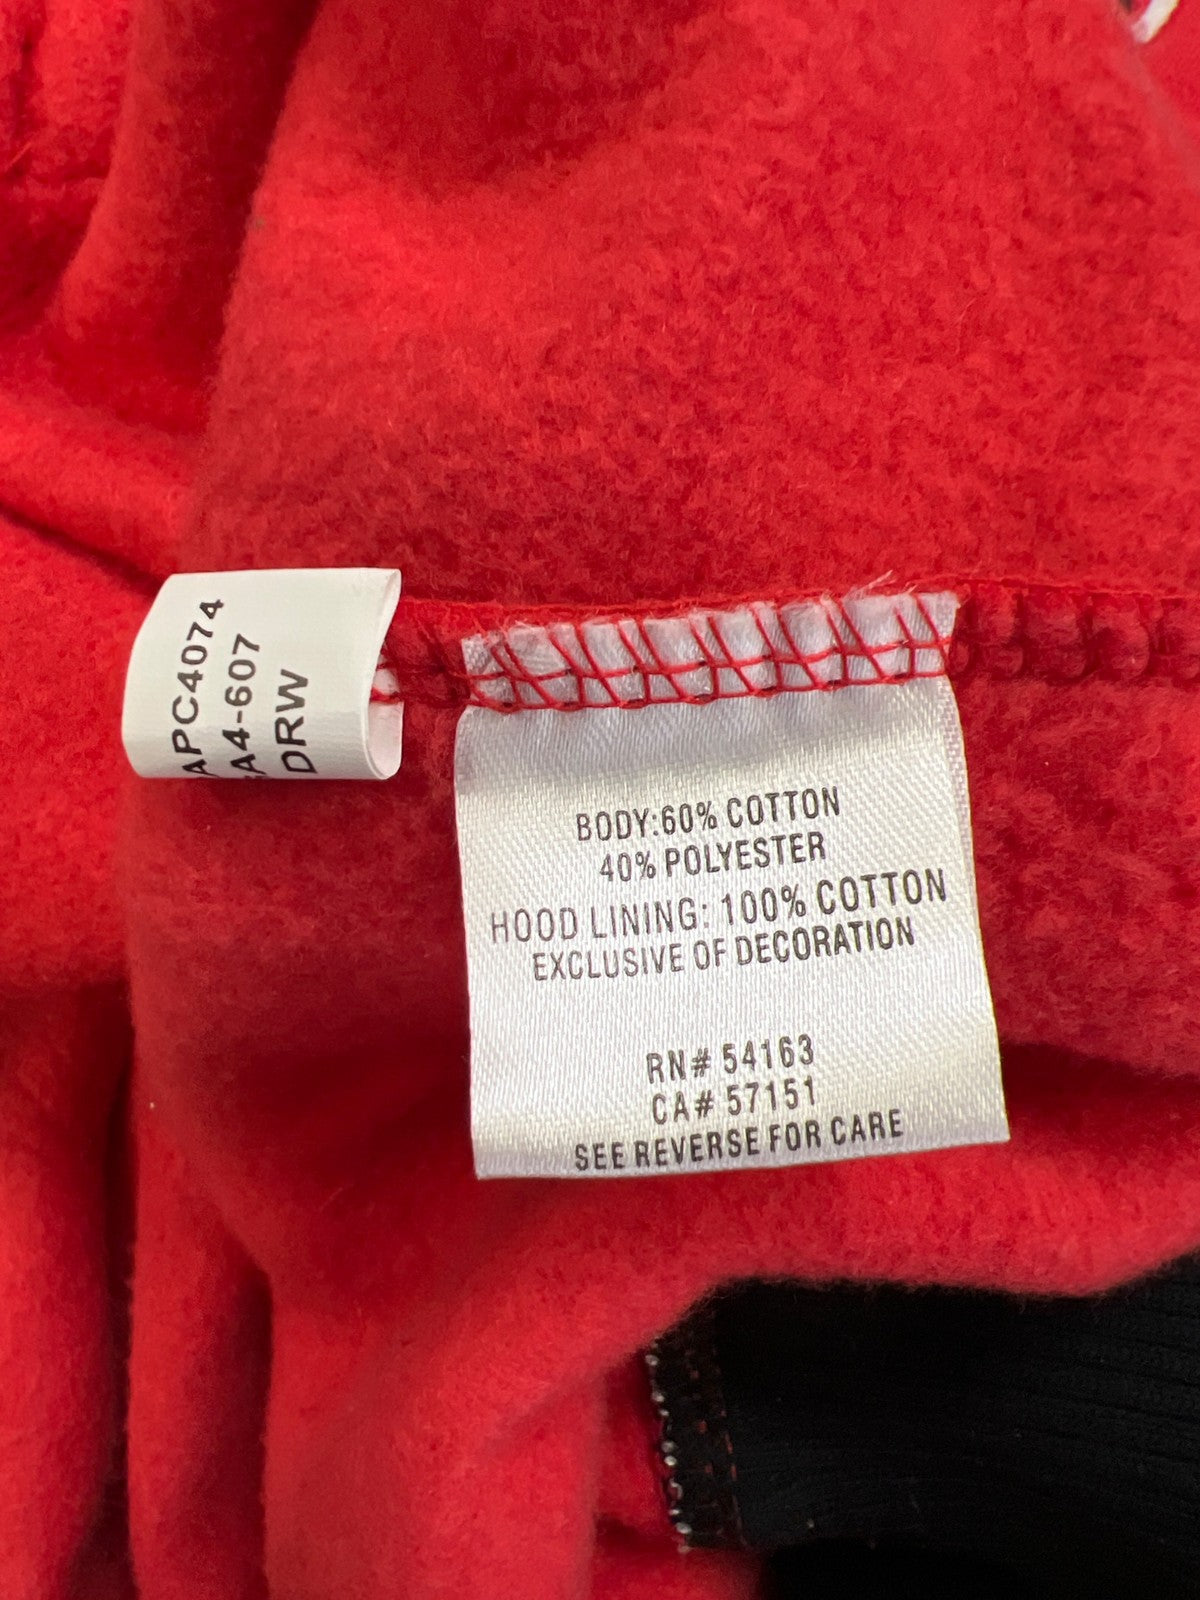 APC4074
A4-607
DRW
BODY:60% COTTON
40% POLYESTER
HOOD LINING: 100% COTTON
EXCLUSIVE OF DECORATION
RN# 54163
CA# 57151
SEE REVERSE FOR CARE